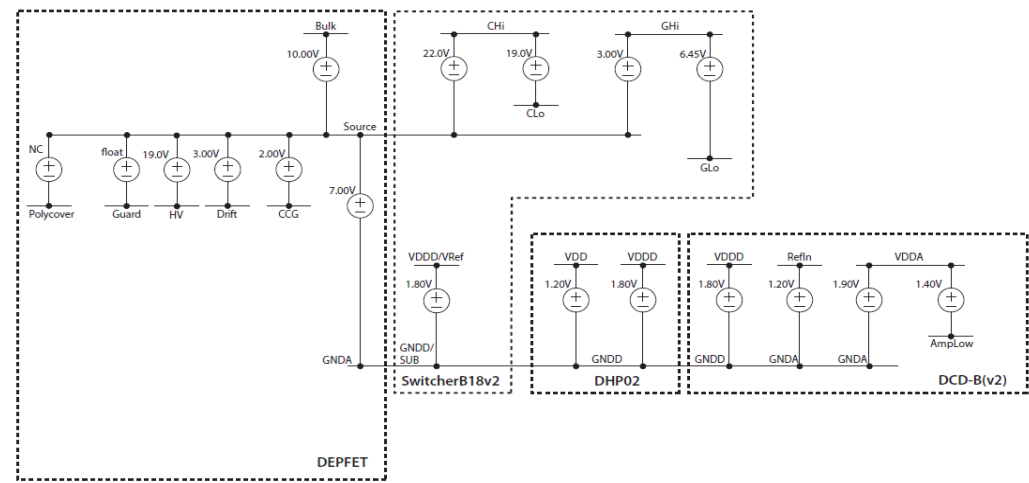 Bulk
CHi
GHi
10.00V
22.0V
19.0V
3.00V
6.45V
CLo
Source
NC
float
19.0V
3.00V
2.00V
GLo
7.00V
Polycover
Guard
HV
Drift
CCG
VDDD/VRef
VDD
VDDD
VDDD
RefIn
VDDA
1.80V
1.20V
1.80V
1.80V
1.20V
1.90V
1.40V
AmpLow
GNDA
GNDD/
SUB
GNDD
GNDD
GNDA
GNDA
SwitcherB18v2
DHP02
DCD-B(v2)
DEPFET